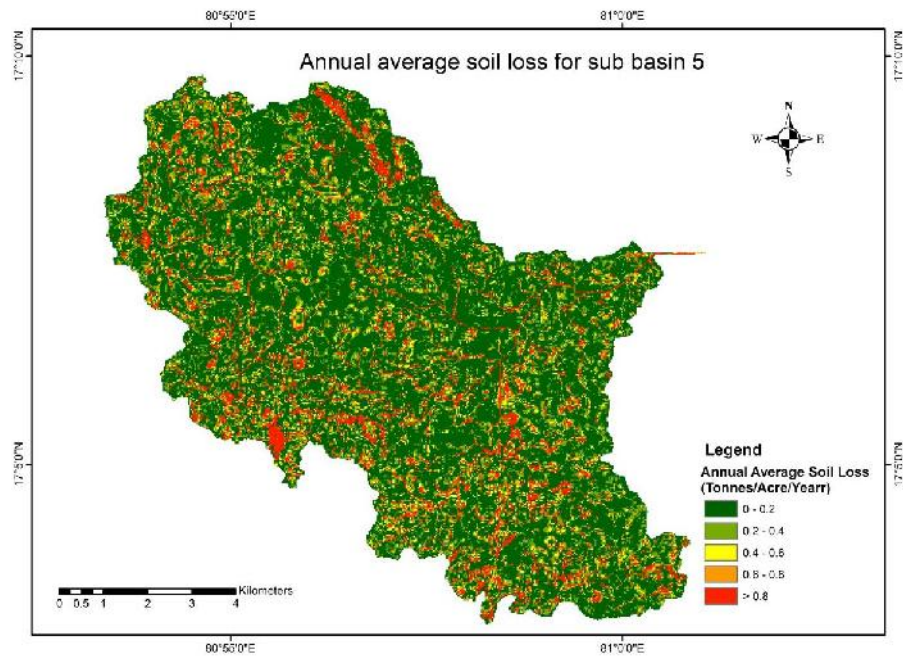 80°55'0"E 81°0'0"E
17°10'0"N 17°10'0"N
Annual average soil loss for sub basin 5
N
W E
S
17°5'0"N 17°5'0"N
Legend
Annual Average Soil Loss
(Tonnes/Acre/Yearr)
0 - 0.2
0.2 - 0.4
0.4 - 0.6
0.6 - 0.8
> 0.8
Kilometers
0 0.5 1 2 3 4
80°55'0"E 81°0'0"E